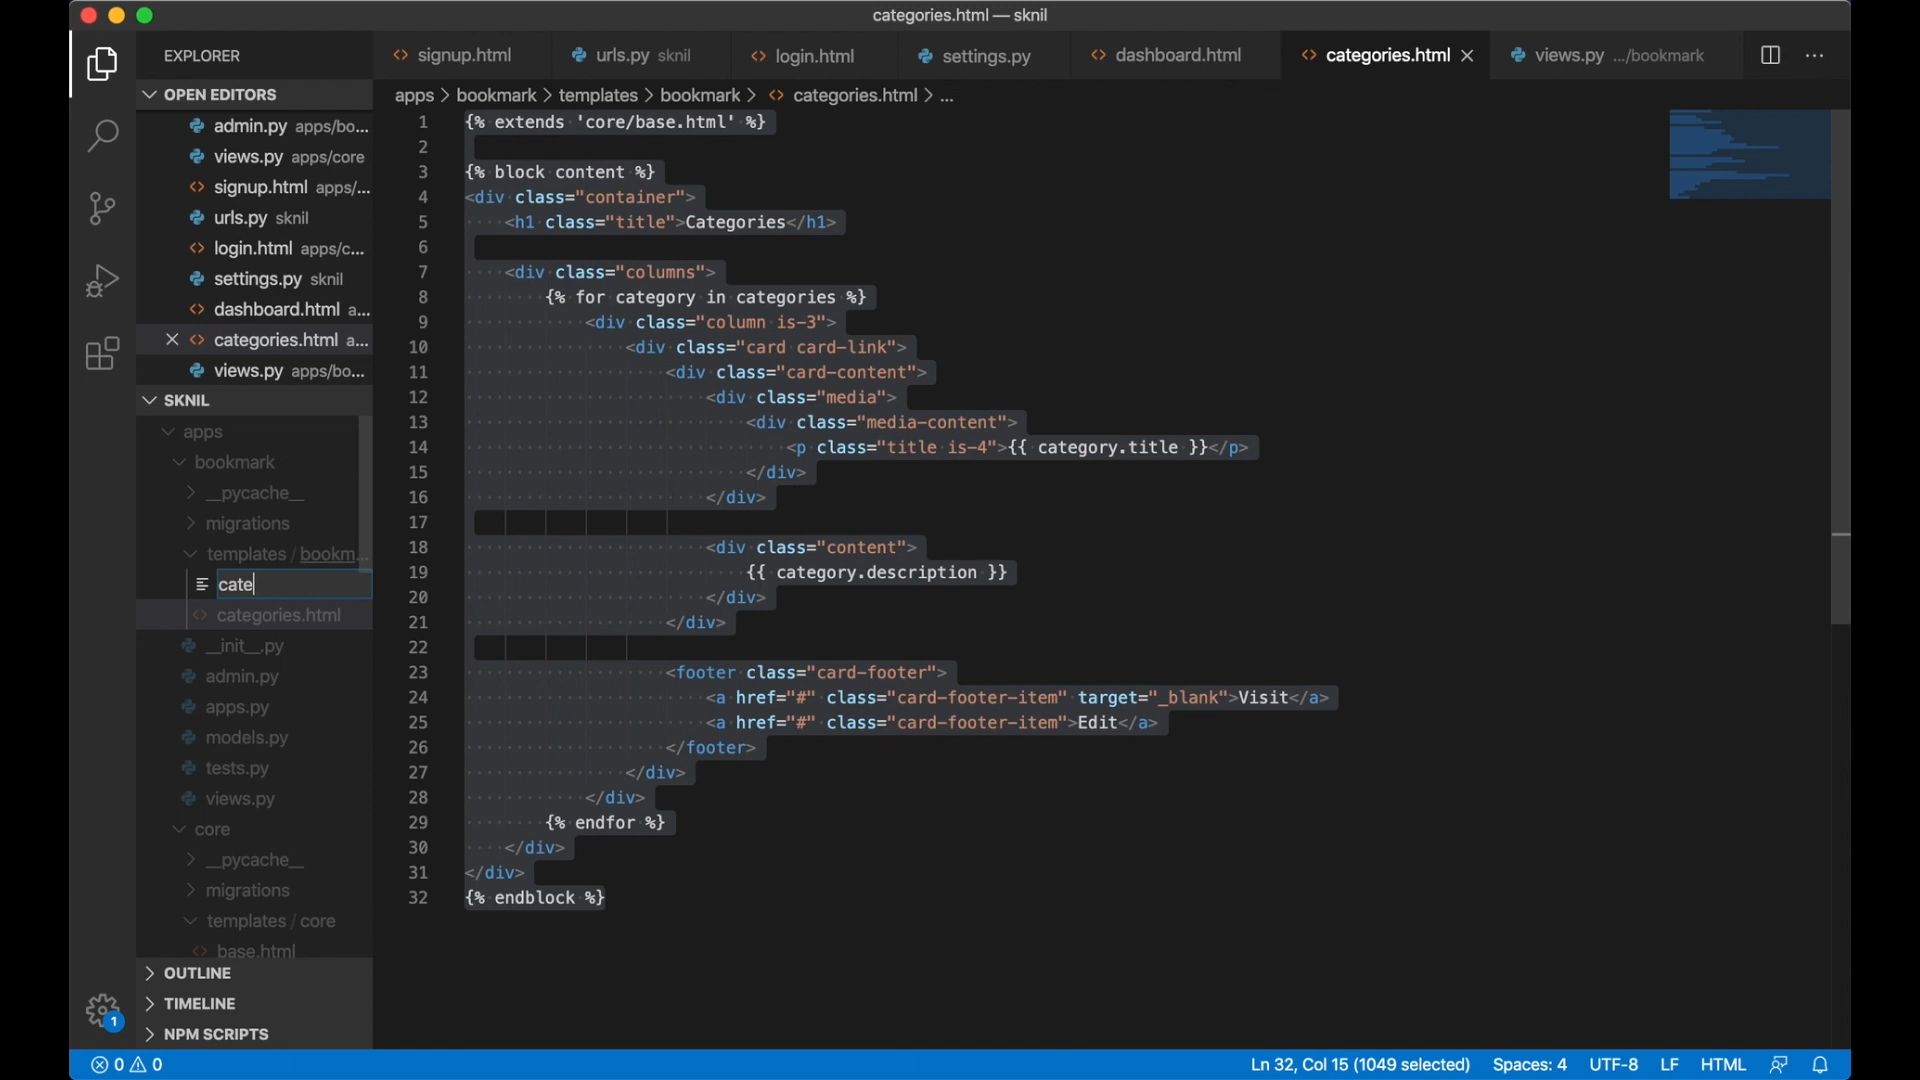 categories.html — sknil
EXPLORER
signup.html
urls.py sknil
login.html
settings.py
dashboard.html
categories.html
views.py .../bookmark
OPEN EDITORS
admin.py apps/bo...
views.py apps/core
signup.html apps/...
urls.py sknil
login.html apps/c...
settings.py sknil
dashboard.html a...
categories.html a...
views.py apps/bo...
SKNIL
apps
bookmark
__pycache__
migrations
templates / bookm...
cate
categories.html
__init__.py
admin.py
apps.py
models.py
tests.py
views.py
core
__pycache__
migrations
templates / core
base.html
OUTLINE
TIMELINE
NPM SCRIPTS
apps > bookmark > templates > bookmark > categories.html > ...
1 {% extends 'core/base.html' %}
2
3 {% block content %}
4 <div class="container">
5 <h1 class="title">Categories</h1>
6
7 <div class="columns">
8 {% for category in categories %}
9 <div class="column is-3">
10 <div class="card card-link">
11 <div class="card-content">
12 <div class="media">
13 <div class="media-content">
14 <p class="title is-4">{{ category.title }}</p>
15 </div>
16 </div>
17
18 <div class="content">
19 {{ category.description }}
20 </div>
21 </div>
22
23 <footer class="card-footer">
24 <a href="#" class="card-footer-item" target="_blank">Visit</a>
25 <a href="#" class="card-footer-item">Edit</a>
26 </footer>
27 </div>
28 </div>
29 {% endfor %}
30 </div>
31 </div>
32 {% endblock %}
1
0 0
Ln 32, Col 15 (1049 selected)
Spaces: 4
UTF-8
LF
HTML